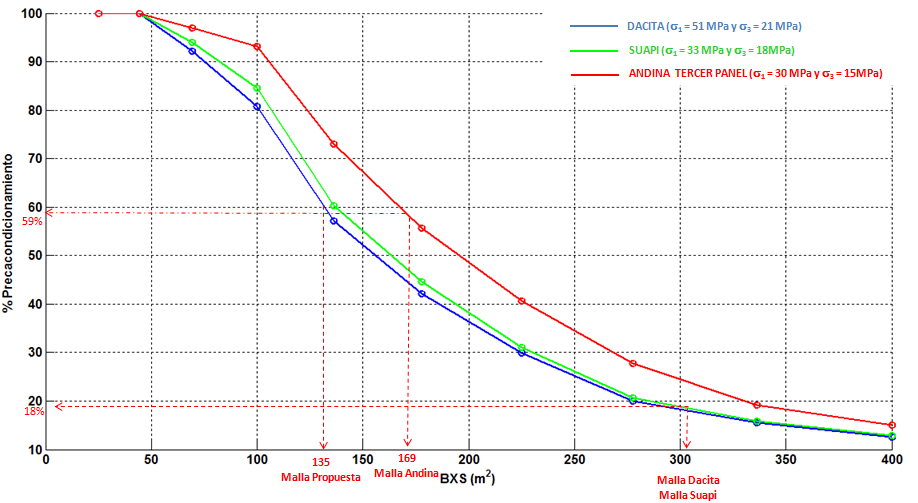 DACITA (σ1 = 51 MPa y σ3 = 21 MPa)
SUAPI (σ1 = 33 MPa y σ3 = 18MPa)
ANDINA TERCER PANEL (σ1 = 30 MPa y σ3 = 15MPa)
% Precacondicionamiento
100
90
80
70
60
59%
50
40
30
20
18%
10
0
50
100
150
200
250
300
350
400
135
Malla Propuesta
169
Malla Andina
BXS (m²)
Malla Dacita
Malla Suapi